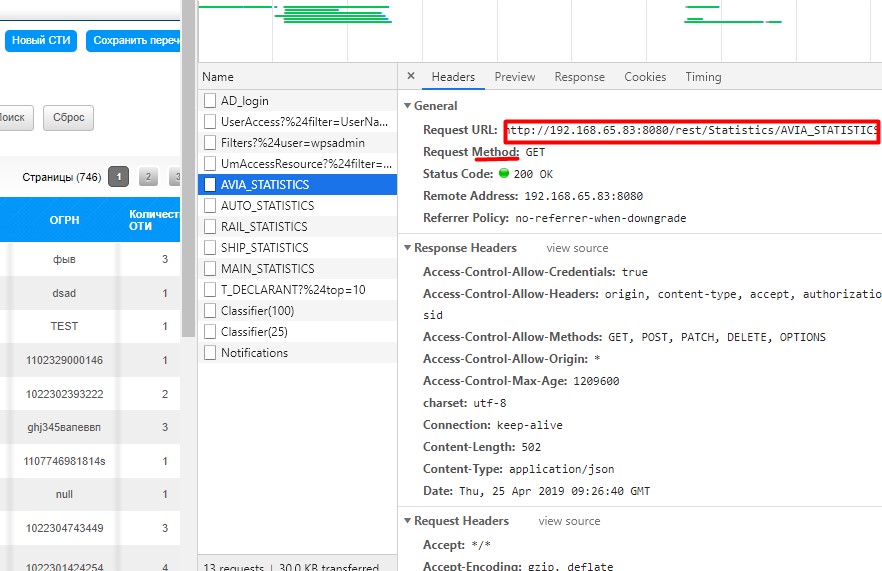 Новый СТИ
Сохранить переч
Поиск
Сброс
Страницы (746) 1 2 3
ОГРН
Количест
ОТИ
фыв 3
dsad 1
TEST 1
1102329000146 1
1022302393222 2
ghj345вапеввп 3
1107746981814s 1
null 1
1022304743449 3
1022301424254 4
Name
AD_login
UserAccess?%24filter=UserNa...
Filters?%24user=wpsadmin
UmAccessResource?%24filter=...
AVIA_STATISTICS
AUTO_STATISTICS
RAIL_STATISTICS
SHIP_STATISTICS
MAIN_STATISTICS
T_DECLARANT?%24top=10
Classifier(100)
Classifier(25)
Notifications
13 requests | 30.0 KB transferred
× Headers Preview Response Cookies Timing
General
Request URL: http://192.168.65.83:8080/rest/Statistics/AVIA_STATISTICS
Request Method: GET
Status Code: 200 OK
Remote Address: 192.168.65.83:8080
Referrer Policy: no-referrer-when-downgrade
Response Headers view source
Access-Control-Allow-Credentials: true
Access-Control-Allow-Headers: origin, content-type, accept, authorizatio
sid
Access-Control-Allow-Methods: GET, POST, PATCH, DELETE, OPTIONS
Access-Control-Allow-Origin: *
Access-Control-Max-Age: 1209600
charset: utf-8
Connection: keep-alive
Content-Length: 502
Content-Type: application/json
Date: Thu, 25 Apr 2019 09:26:40 GMT
Request Headers view source
Accept: */*
Accept-Encoding: gzip, deflate